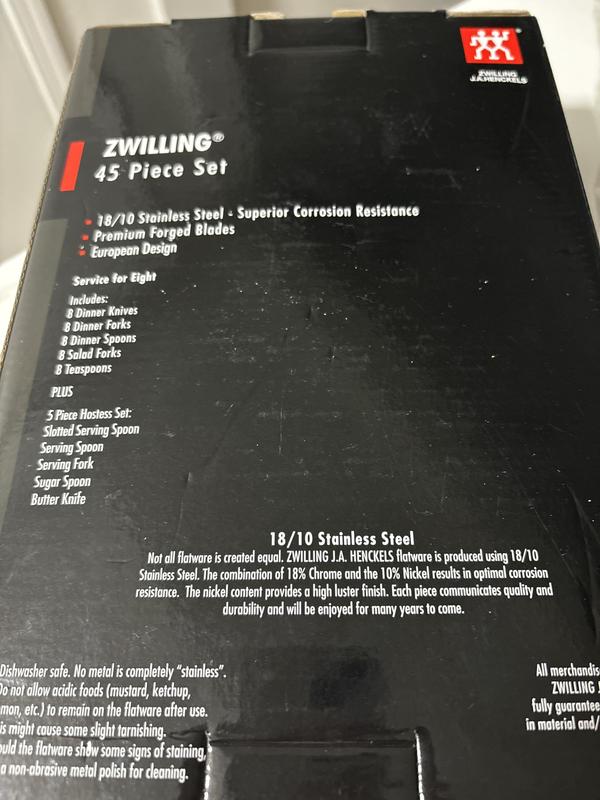 ZWILLING
J.A.HENCKELS
ZWILLING®
45 Piece Set
18/10 Stainless Steel - Superior Corrosion Resistance
Premium Forged Blades
European Design
Service for Eight
Includes:
8 Dinner Knives
8 Dinner Forks
8 Dinner Spoons
8 Salad Forks
8 Teaspoons
PLUS
5 Piece Hostess Set:
Slotted Serving Spoon
Serving Spoon
Serving Fork
Sugar Spoon
Butter Knife
18/10 Stainless Steel
Not all flatware is created equal. ZWILLING J.A. HENCKELS flatware is produced using 18/10
Stainless Steel. The combination of 18% Chrome and the 10% Nickel results in optimal corrosion
resistance. The nickel content provides a high luster finish. Each piece communicates quality and
durability and will be enjoyed for many years to come.
Dishwasher safe. No metal is completely "stainless".
Do not allow acidic foods (mustard, ketchup,
mon, etc.) to remain on the flatware after use.
is might cause some slight tarnishing.
ould the flatware show some signs of staining,
a non-abrasive metal polish for cleaning.
All merchandis
ZWILLING J
fully guarantee
in material and/